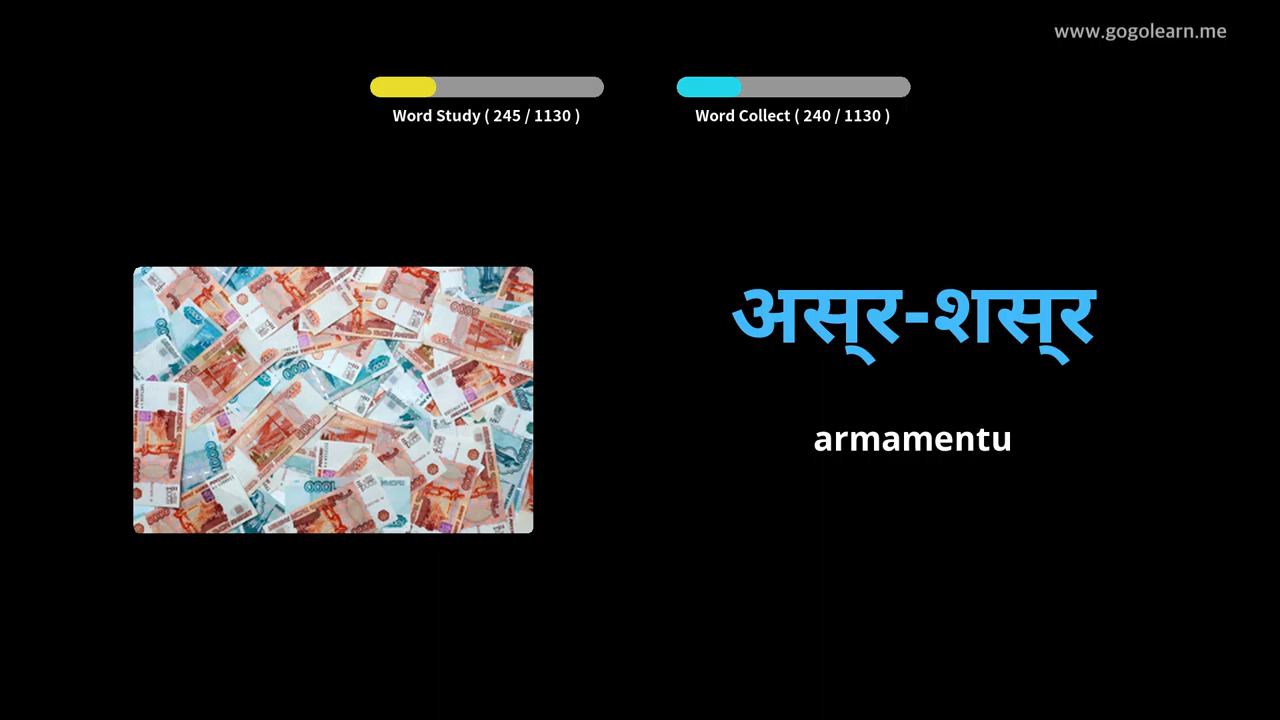 www.gogolearn.me
Word Study ( 245 / 1130 )
Word Collect ( 240 / 1130 )
अस्र-शस्र
armamentu